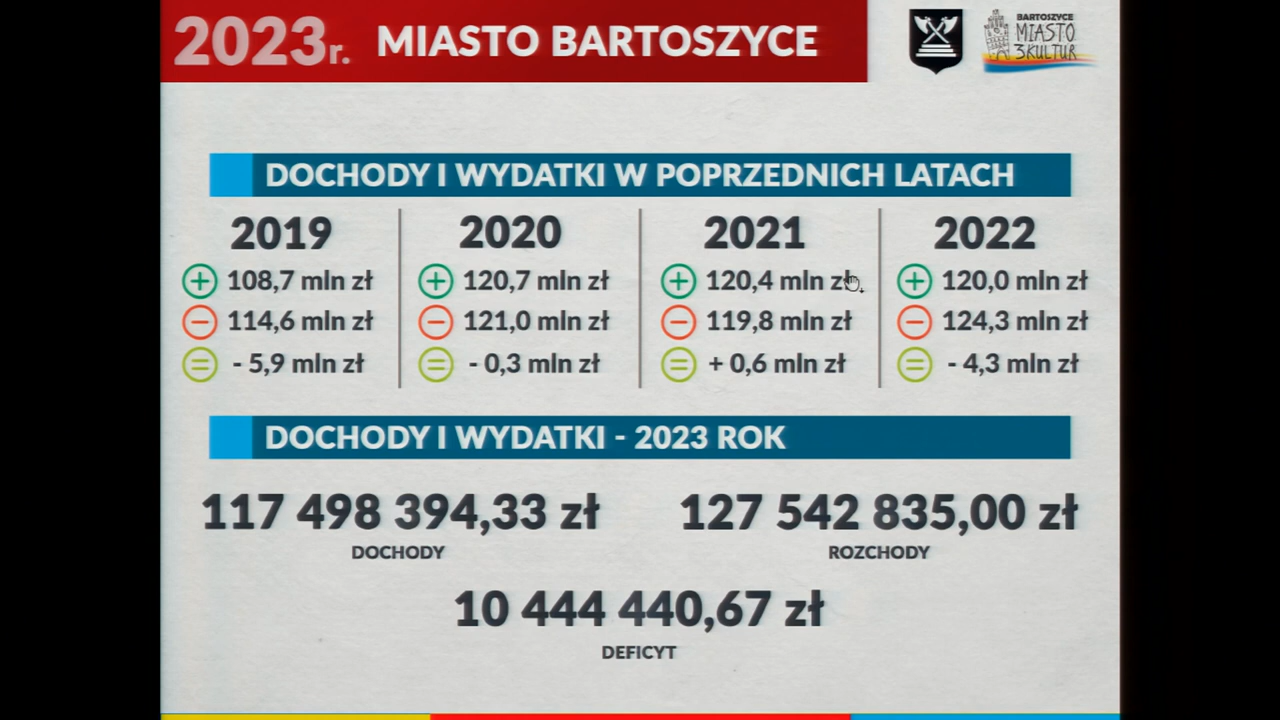 2023r. MIASTO BARTOSZYCE
BARTOSZYCE
MIASTO
3KULTUR
DOCHODY I WYDATKI W POPRZEDNICH LATACH
2019 2020 2021 2022
+ 108,7 mln zł + 120,7 mln zł + 120,4 mln zł + 120,0 mln zł
- 114,6 mln zł - 121,0 mln zł - 119,8 mln zł - 124,3 mln zł
= - 5,9 mln zł = - 0,3 mln zł = + 0,6 mln zł = - 4,3 mln zł
DOCHODY I WYDATKI - 2023 ROK
117 498 394,33 zł 127 542 835,00 zł
DOCHODY ROZCHODY
10 444 440,67 zł
DEFICYT